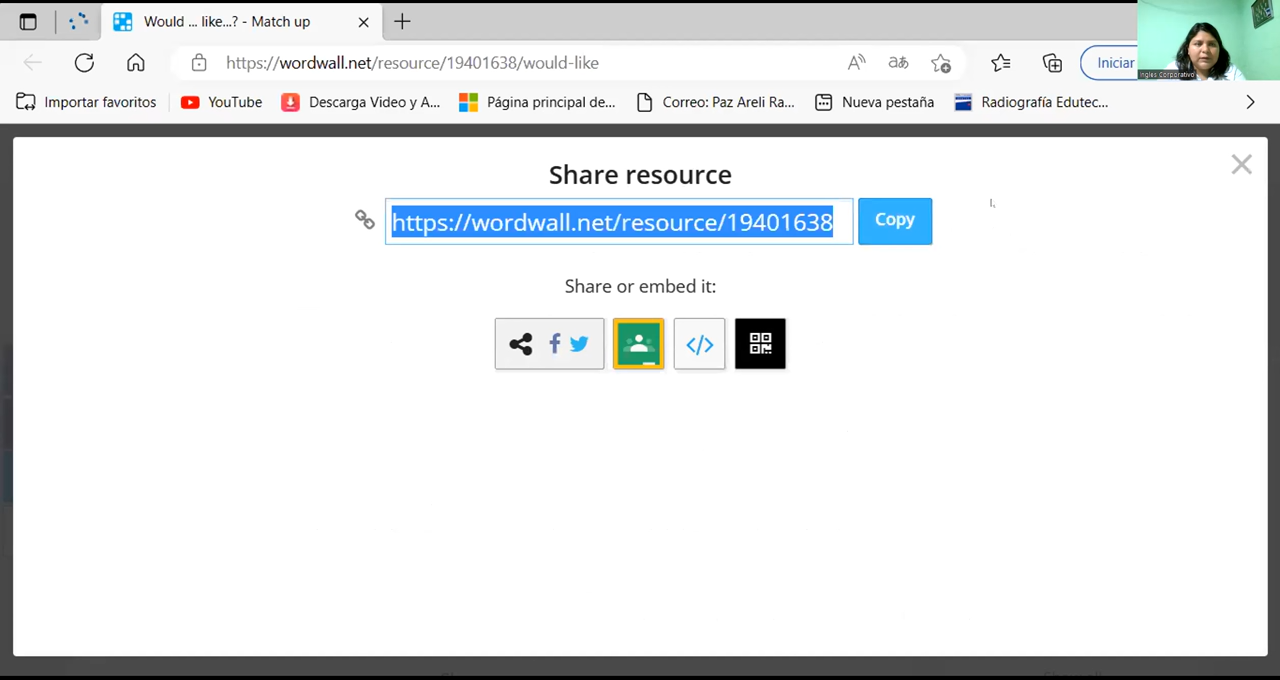 Would ... like...? - Match up
https://wordwall.net/resource/19401638/would-like
Iniciar
Ingles Corporativo
Importar favoritos
YouTube
Descarga Video y A...
Página principal de...
Correo: Paz Areli Ra...
Nueva pestaña
Radiografía Edutec...
Share resource
https://wordwall.net/resource/19401638
Copy
Share or embed it: